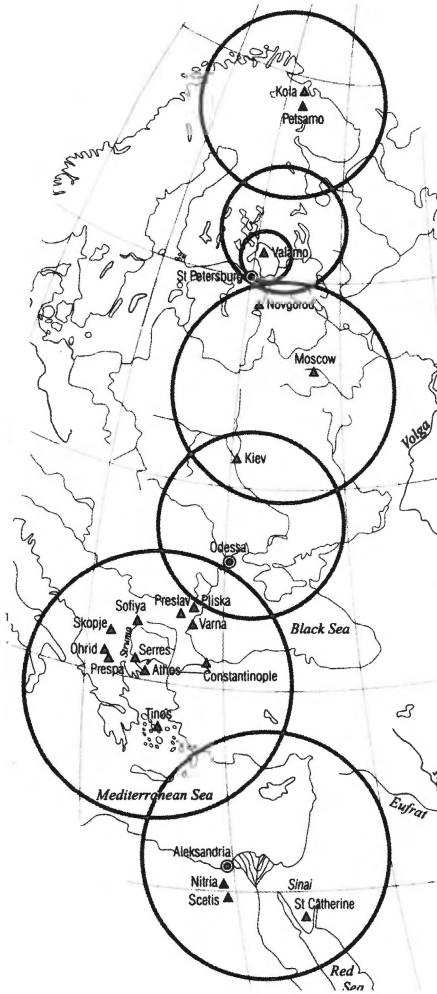 Kola
Petsamo
Valamo
St Petersburg
Novgorod
Moscow
Volga
Kiev
Odessa
Preslav
Pliska
Sofiya
Skopje
Varna
Black Sea
Struma
Ohrid
Serres
Prespa
Athos
Constantinople
Tinos
Mediterranean Sea
Eufrat
Aleksandria
Nitria
Sinai
Scetis
St Catherine
Red
Sea